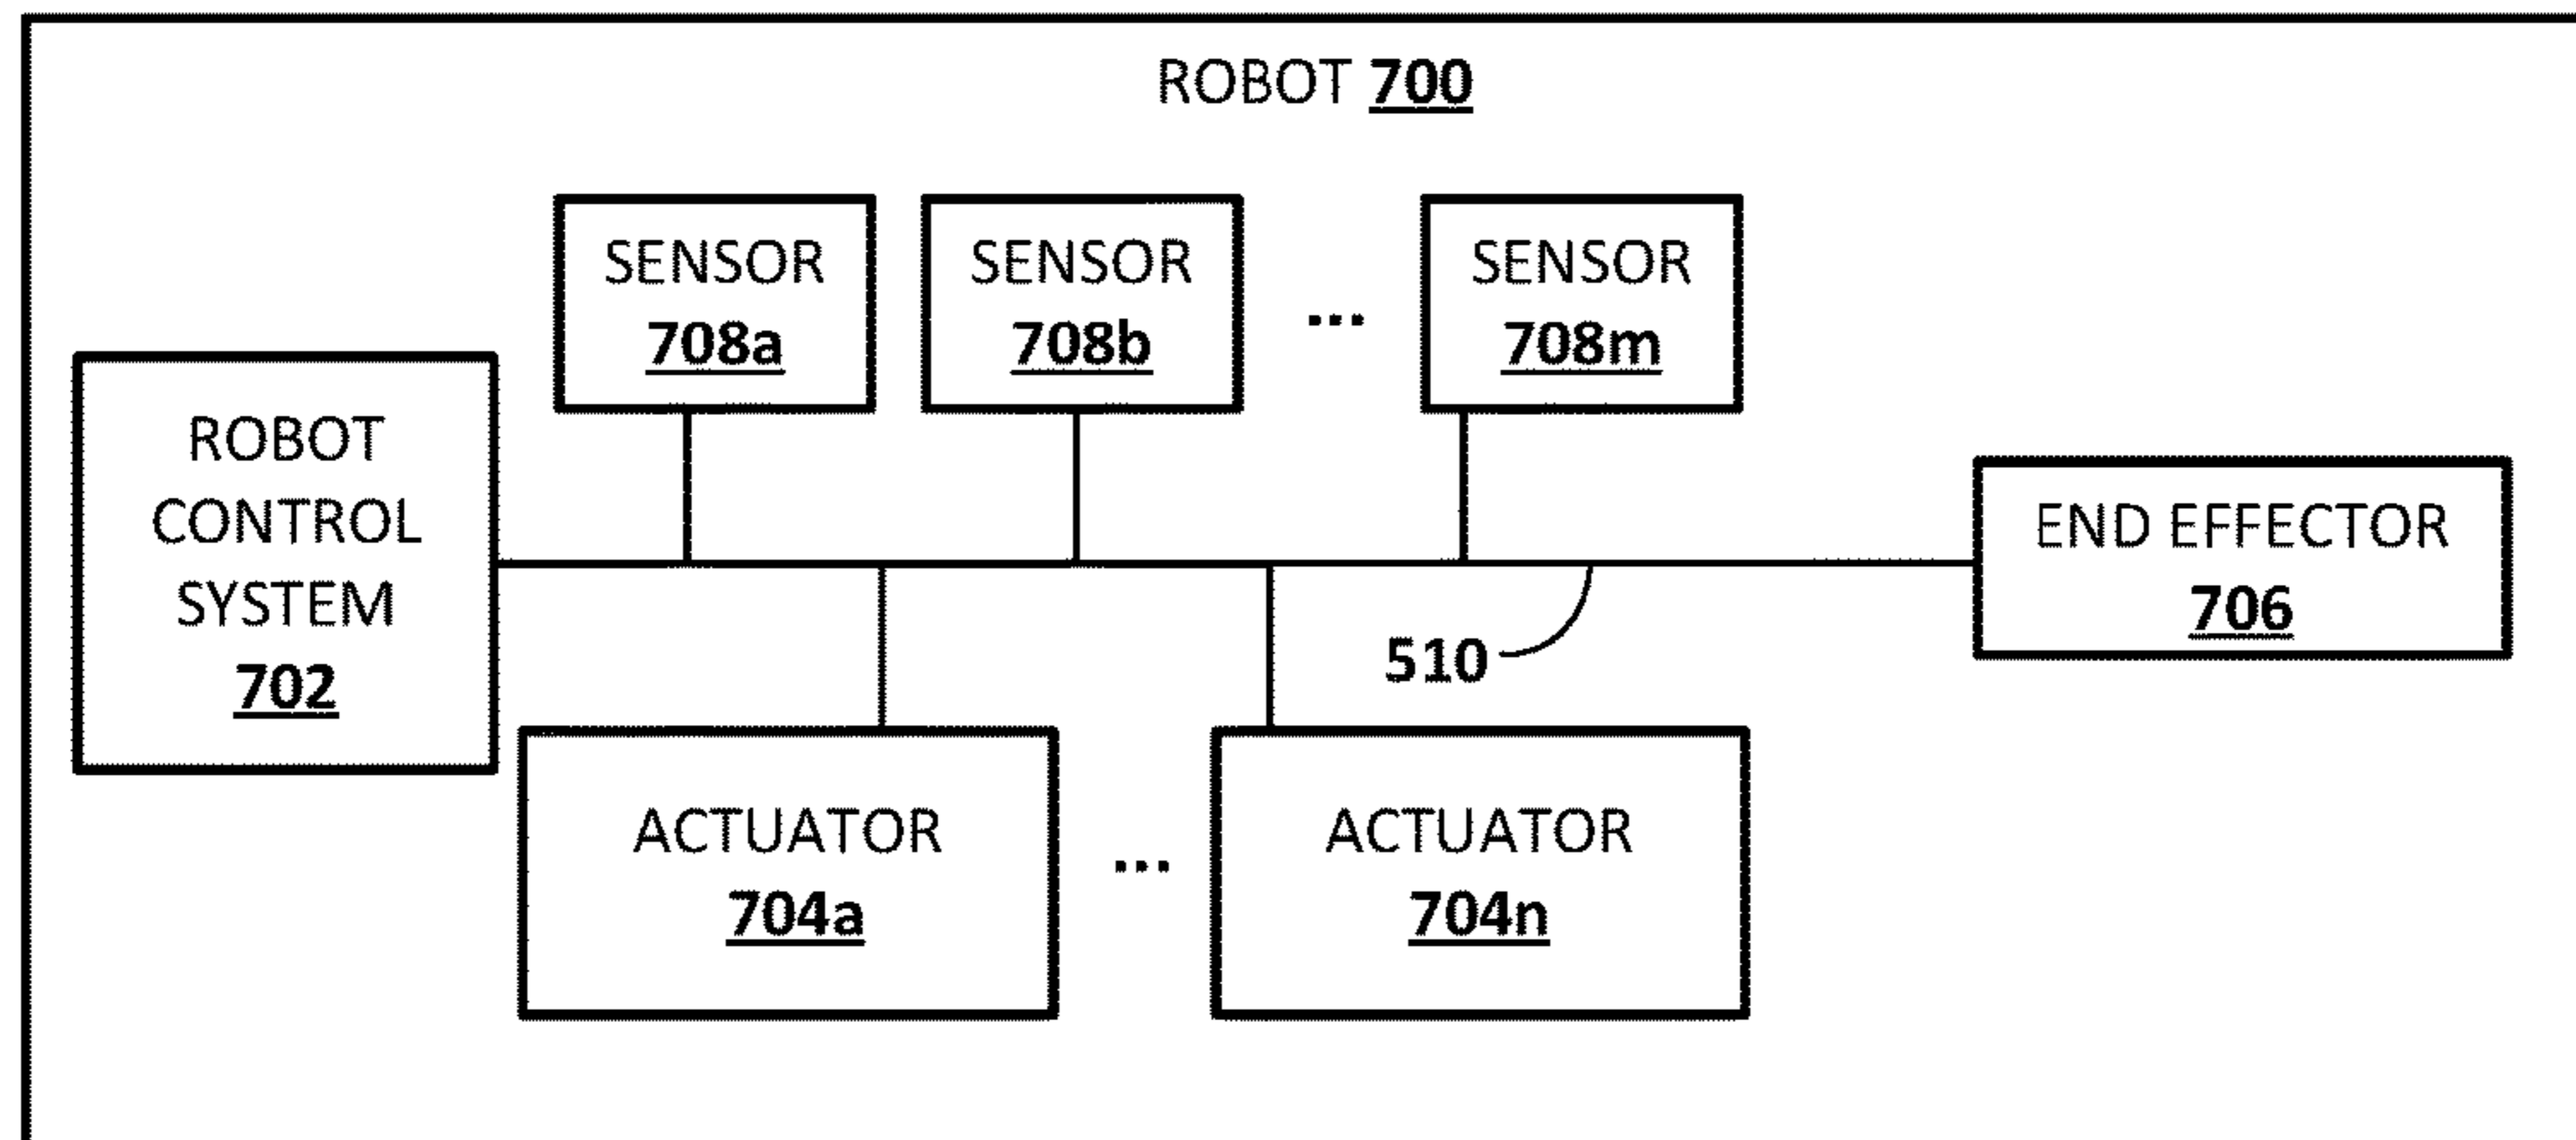 ROBOT 700
SENSOR
708a
SENSOR
708b
...
SENSOR
708m
ROBOT
CONTROL
SYSTEM
702
END EFFECTOR
706
510
ACTUATOR
704a
...
ACTUATOR
704n